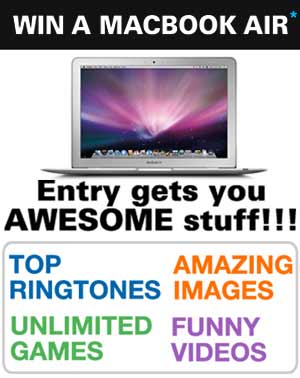 WIN A MACBOOK AIR*
Entry gets you
AWESOME stuff!!!
TOP
RINGTONES
AMAZING
IMAGES
UNLIMITED
GAMES
FUNNY
VIDEOS